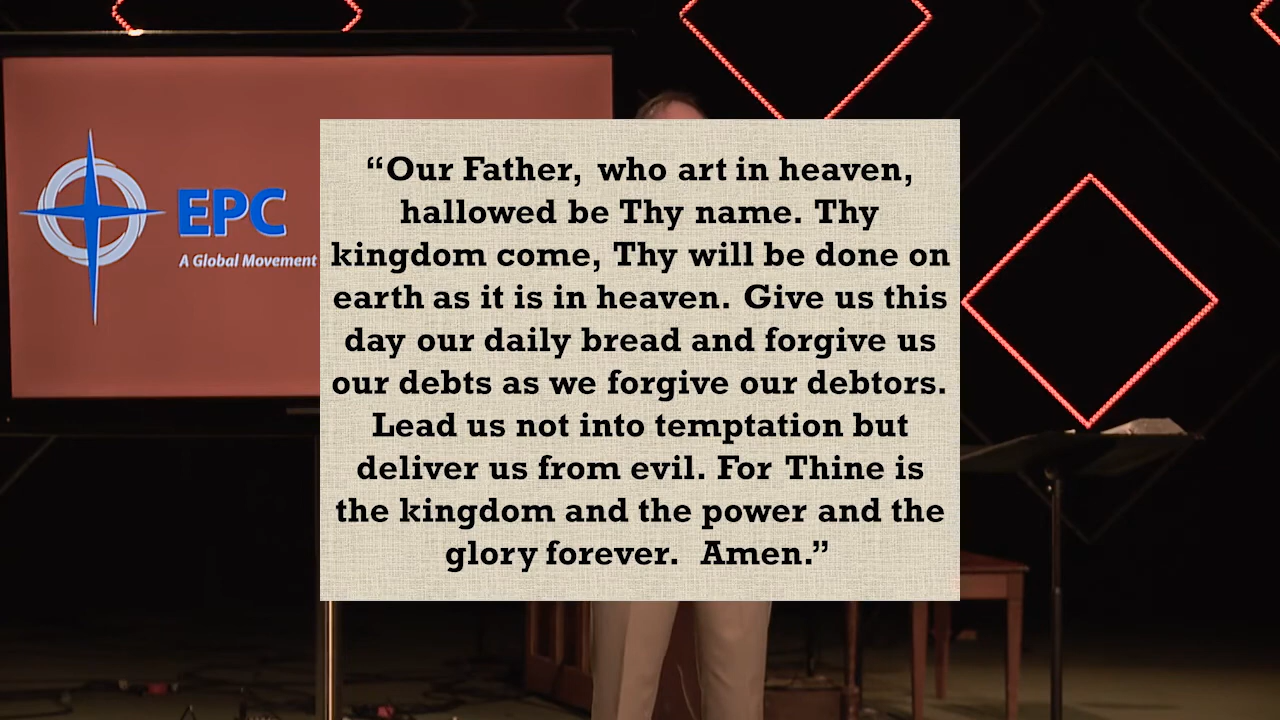 EPC
A Global Movement
“Our Father, who art in heaven,
hallowed be Thy name. Thy
kingdom come, Thy will be done on
earth as it is in heaven. Give us this
day our daily bread and forgive us
our debts as we forgive our debtors.
Lead us not into temptation but
deliver us from evil. For Thine is
the kingdom and the power and the
glory forever. Amen.”